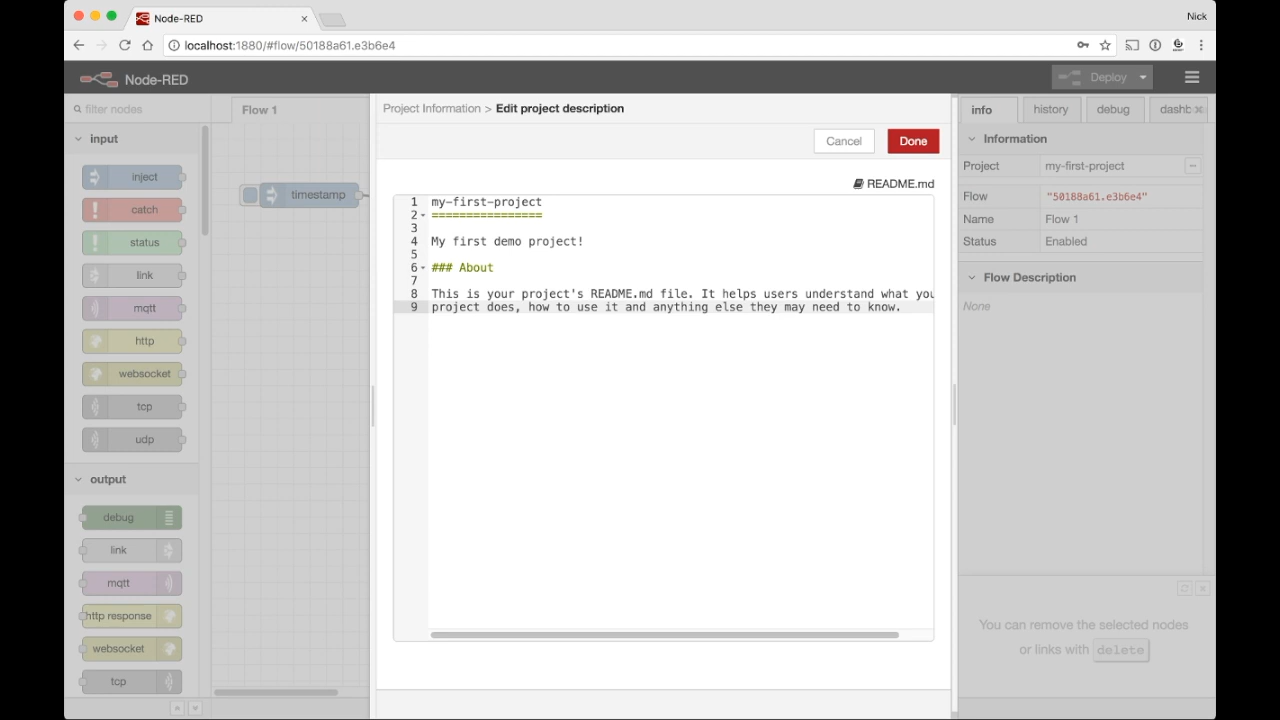 Node-RED
Nick
localhost:1880/#flow/50188a61.e3b6e4
Node-RED
Deploy
filter nodes
Flow 1
Project Information > Edit project description
info
history
debug
dashb
input
Cancel
Done
Information
Project
my-first-project
inject
README.md
timestamp
Flow
"50188a61.e3b6e4"
catch
1 my-first-project
2 ================
Name
Flow 1
3
status
4 My first demo project!
Status
Enabled
5
link
6 ### About
Flow Description
7
mqtt
8 This is your project's README.md file. It helps users understand what you
None
9 project does, how to use it and anything else they may need to know.
http
websocket
tcp
udp
output
debug
link
mqtt
http response
websocket
tcp
You can remove the selected nodes
or links with delete